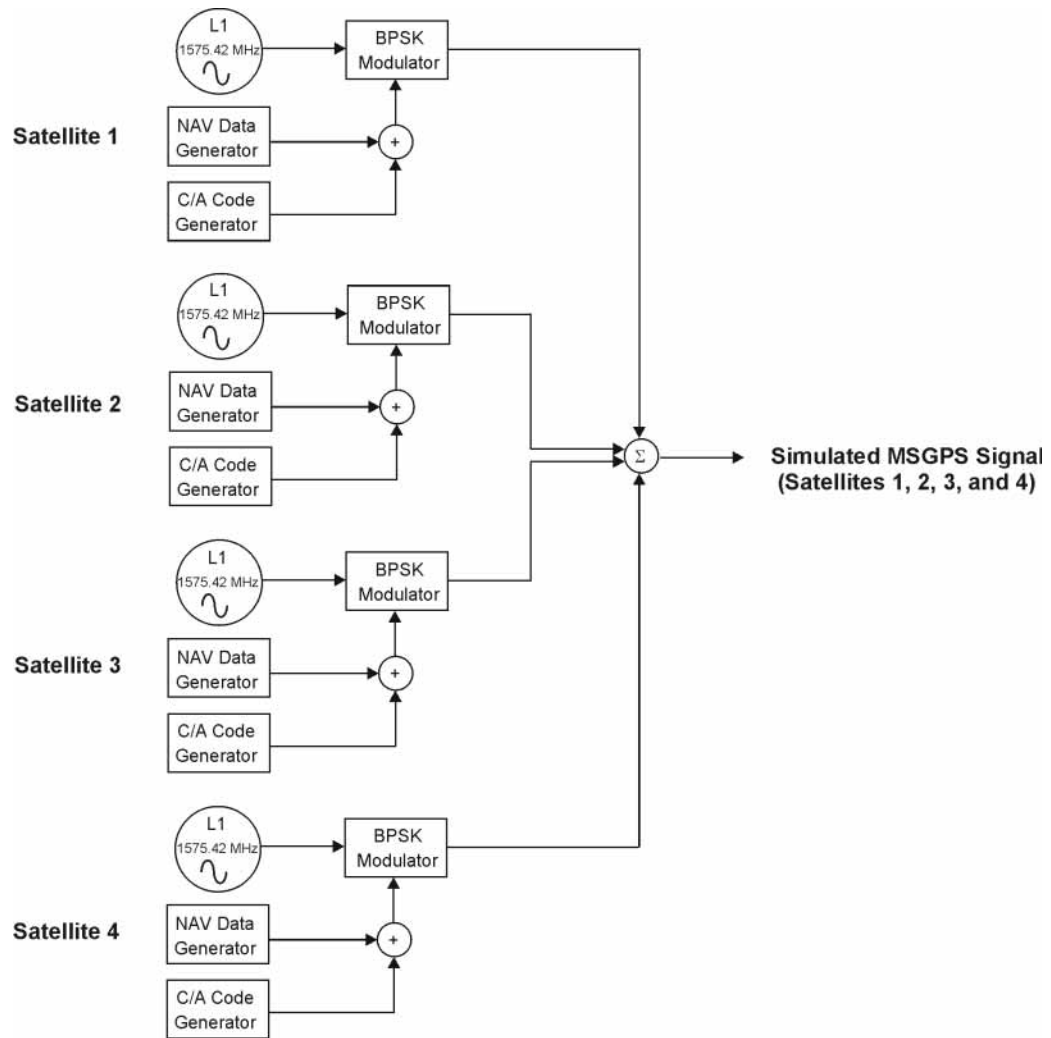 L1
1575.42 MHz
BPSK
Modulator
Satellite 1
NAV Data
Generator
+
C/A Code
Generator
L1
1575.42 MHz
BPSK
Modulator
Satellite 2
NAV Data
Generator
+
C/A Code
Generator
Σ
Simulated MSGPS Signal
(Satellites 1, 2, 3, and 4)
L1
1575.42 MHz
BPSK
Modulator
Satellite 3
NAV Data
Generator
+
C/A Code
Generator
L1
1575.42 MHz
BPSK
Modulator
Satellite 4
NAV Data
Generator
+
C/A Code
Generator